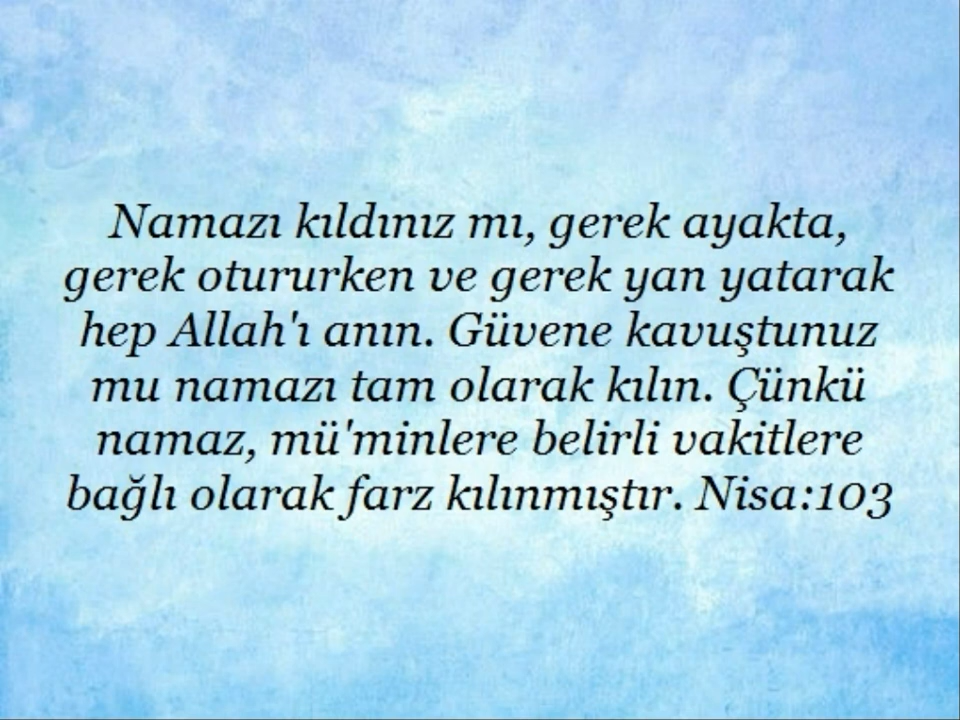 Namazı kıldınız mı, gerek ayakta,
gerek otururken ve gerek yan yatarak
hep Allah'ı anın. Güvene kavuştunuz
mu namazı tam olarak kılın. Çünkü
namaz, mü'minlere belirli vakitlere
bağlı olarak farz kılınmıştır. Nisa:103